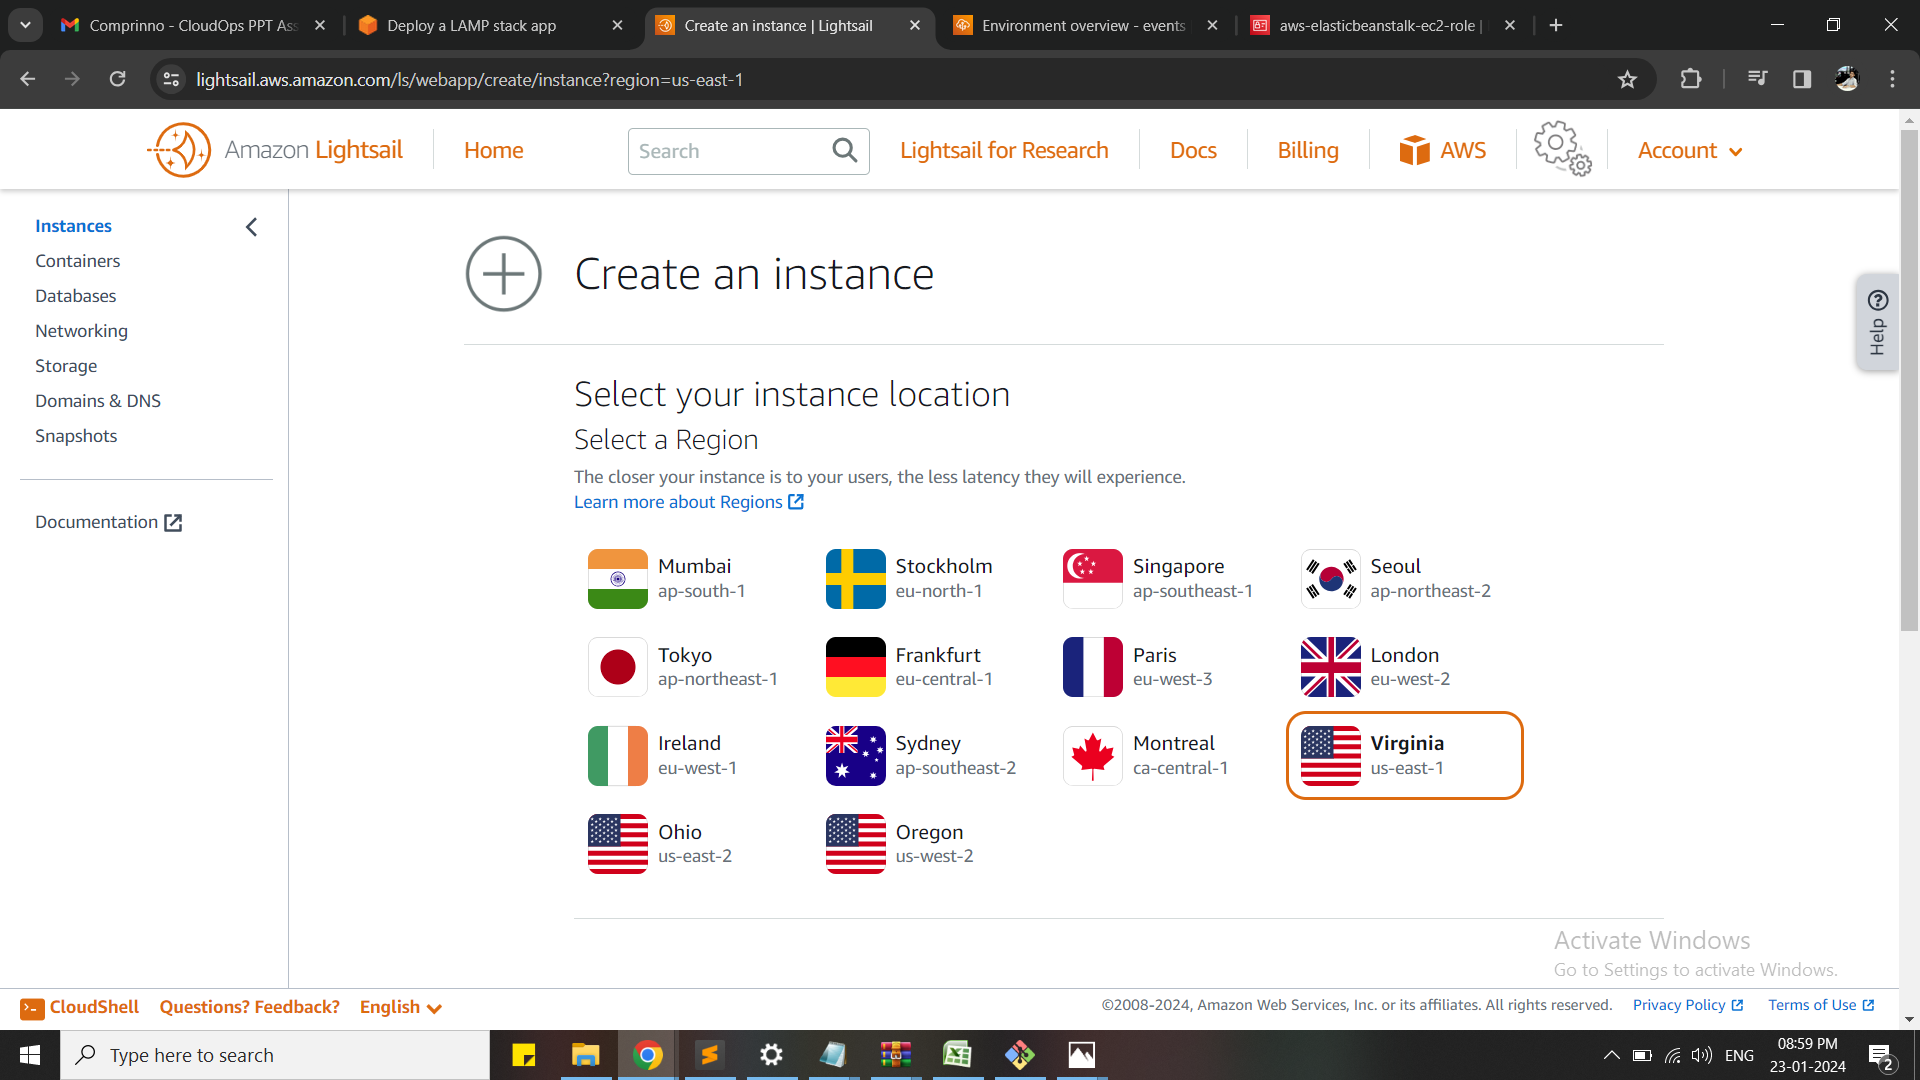 Comprinno - CloudOps PPT Ass
Deploy a LAMP stack app
Create an instance | Lightsail
Environment overview - events
aws-elasticbeanstalk-ec2-role |
lightsail.aws.amazon.com/ls/webapp/create/instance?region=us-east-1
Amazon Lightsail
Home
Search
Lightsail for Research
Docs
Billing
AWS
Account
Instances
Containers
Databases
Networking
Storage
Domains & DNS
Snapshots
Documentation
Create an instance
Help
Select your instance location
Select a Region
The closer your instance is to your users, the less latency they will experience.
Learn more about Regions
Mumbai
ap-south-1
Stockholm
eu-north-1
Singapore
ap-southeast-1
Seoul
ap-northeast-2
Tokyo
ap-northeast-1
Frankfurt
eu-central-1
Paris
eu-west-3
London
eu-west-2
Ireland
eu-west-1
Sydney
ap-southeast-2
Montreal
ca-central-1
Virginia
us-east-1
Ohio
us-east-2
Oregon
us-west-2
Activate Windows
Go to Settings to activate Windows.
CloudShell
Questions? Feedback?
English
©2008-2024, Amazon Web Services, Inc. or its affiliates. All rights reserved.
Privacy Policy
Terms of Use
Type here to search
ENG
08:59 PM
23-01-2024
2